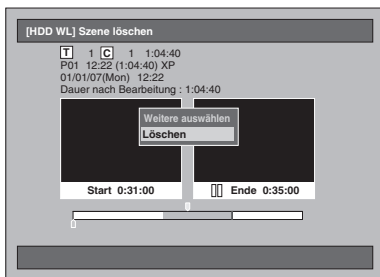 [HDD WL] Szene löschen
T 1 C 1 1:04:40
P01 12:22 (1:04:40) XP
01/01/07(Mon) 12:22
Dauer nach Bearbeitung : 1:04:40
Weitere auswählen
Löschen
Start 0:31:00 Ende 0:35:00